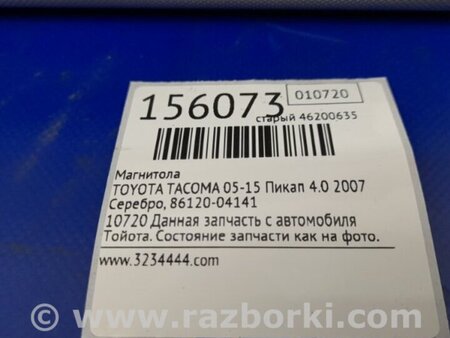 156073
010720
старый 46200635
Магнитола
TOYOTA TACOMA 05-15 Пикап 4.0 2007
Серебро, 86120-04141
10720 Данная запчасть с автомобиля
Тойота. Состояние запчасти как на фото.
www.3234444.com
© www.razborki.com